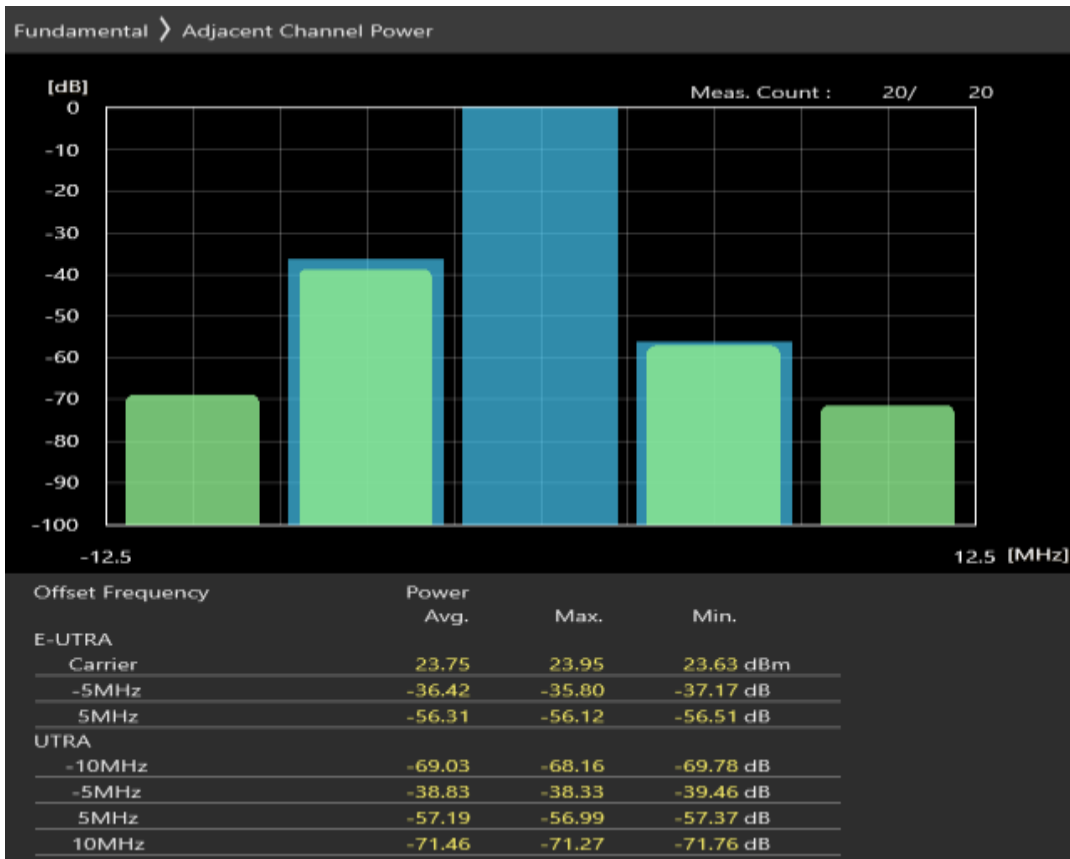 Fundamental ❯ Adjacent Channel Power
[dB]
Meas. Count : 20/ 20
0
-10
-20
-30
-40
-50
-60
-70
-80
-90
-100
-12.5 12.5 [MHz]
Offset Frequency Power
Avg. Max. Min.
E-UTRA
Carrier 23.75 23.95 23.63 dBm
-5MHz -36.42 -35.80 -37.17 dB
5MHz -56.31 -56.12 -56.51 dB
UTRA
-10MHz -69.03 -68.16 -69.78 dB
-5MHz -38.83 -38.33 -39.46 dB
5MHz -57.19 -56.99 -57.37 dB
10MHz -71.46 -71.27 -71.76 dB